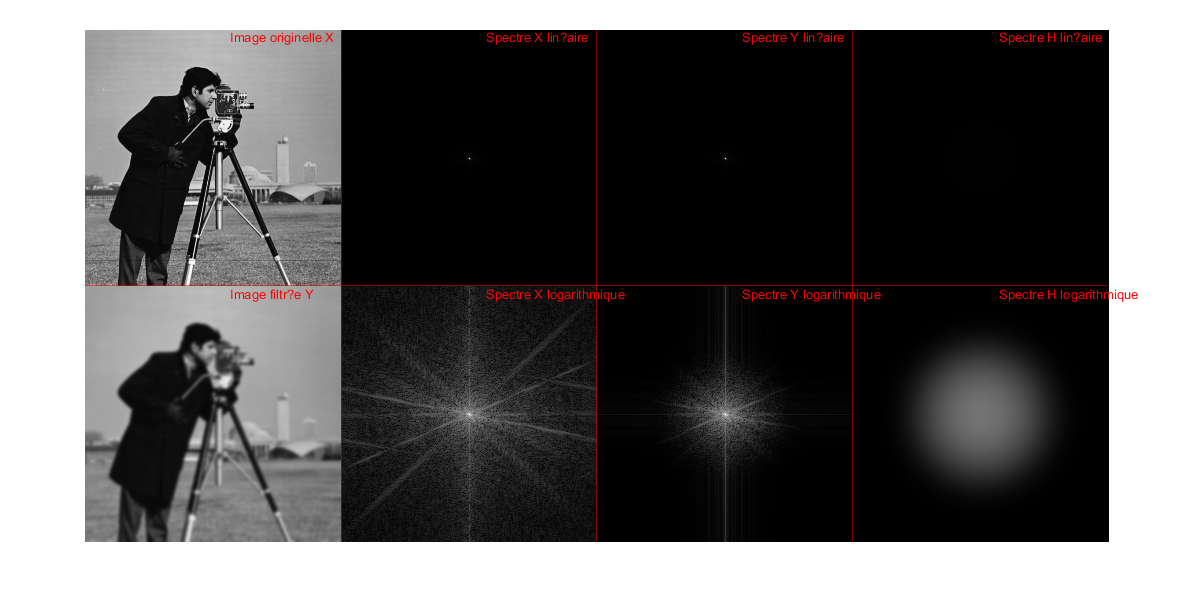 Image originelle X
Spectre X lin?aire
Spectre Y lin?aire
Spectre H lin?aire
Image filtr?e Y
Spectre X logarithmique
Spectre Y logarithmique
Spectre H logarithmique